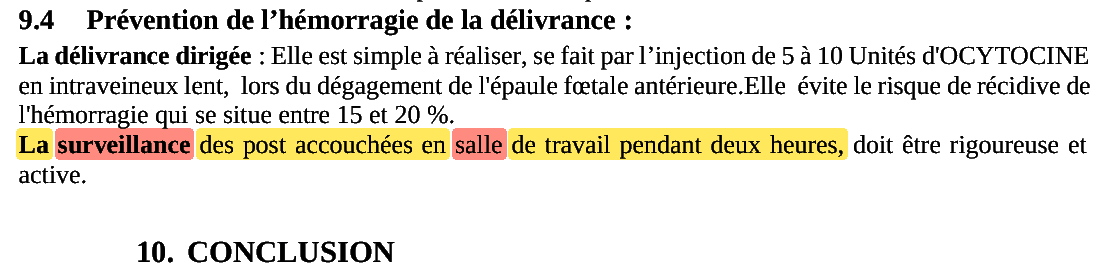 9.4 Prévention de l’hémorragie de la délivrance :
La délivrance dirigée : Elle est simple à réaliser, se fait par l’injection de 5 à 10 Unités d'OCYTOCINE
en intraveineux lent, lors du dégagement de l'épaule fœtale antérieure.Elle évite le risque de récidive de
l'hémorragie qui se situe entre 15 et 20 %.
La surveillance des post accouchées en salle de travail pendant deux heures, doit être rigoureuse et
active.
10. CONCLUSION